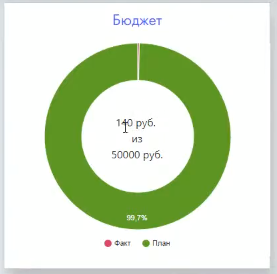 Бюджет
140 руб.
из
50000 руб.
99,7%
Факт План